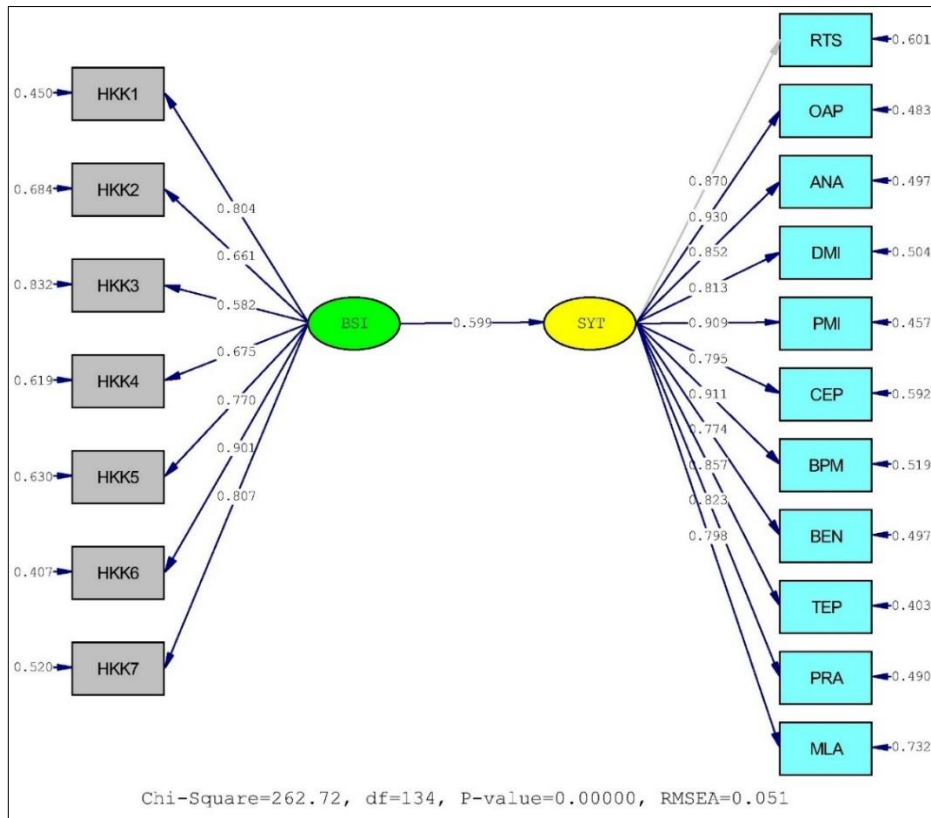 RTS
0.601
0.450
HKK1
OAP
0.483
0.684
HKK2
ANA
0.497
0.870
0.930
0.804
0.852
0.661
DMI
0.504
0.832
HKK3
0.813
0.582
BSI
0.599
SYT
0.909
PMI
0.457
0.675
0.795
0.619
HKK4
0.770
0.911
CEP
0.592
0.774
0.901
0.857
BPM
0.519
0.630
HKK5
0.807
0.823
0.798
BEN
0.497
0.407
HKK6
TEP
0.403
0.520
HKK7
PRA
0.490
MLA
0.732
Chi-Square=262.72, df=134, P-value=0.00000, RMSEA=0.051